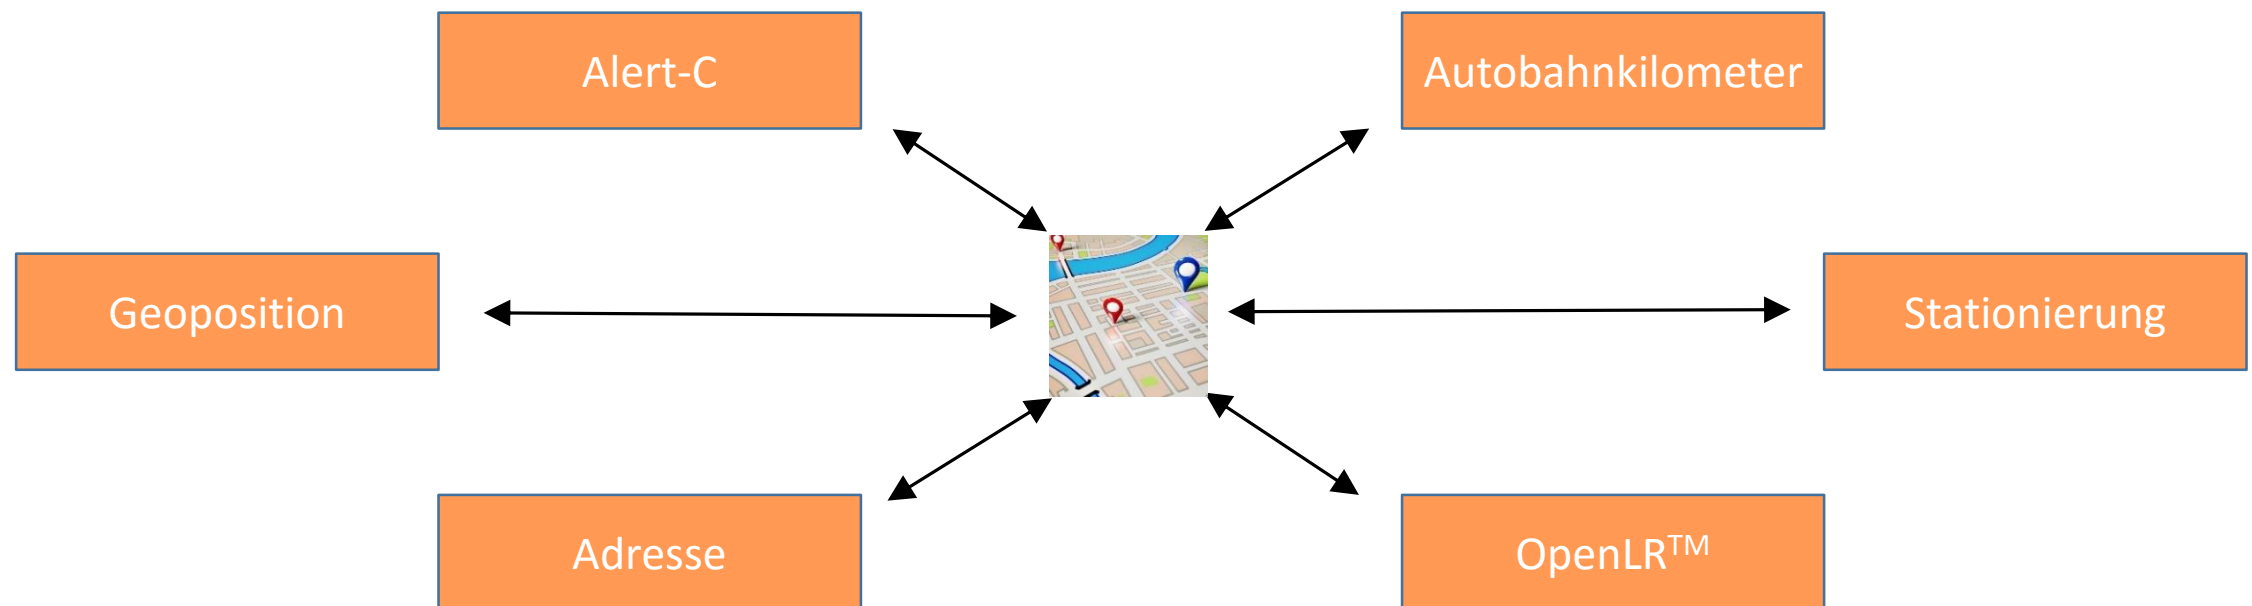 Alert-C
Autobahnkilometer
Geoposition
Stationierung
Adresse
OpenLR™